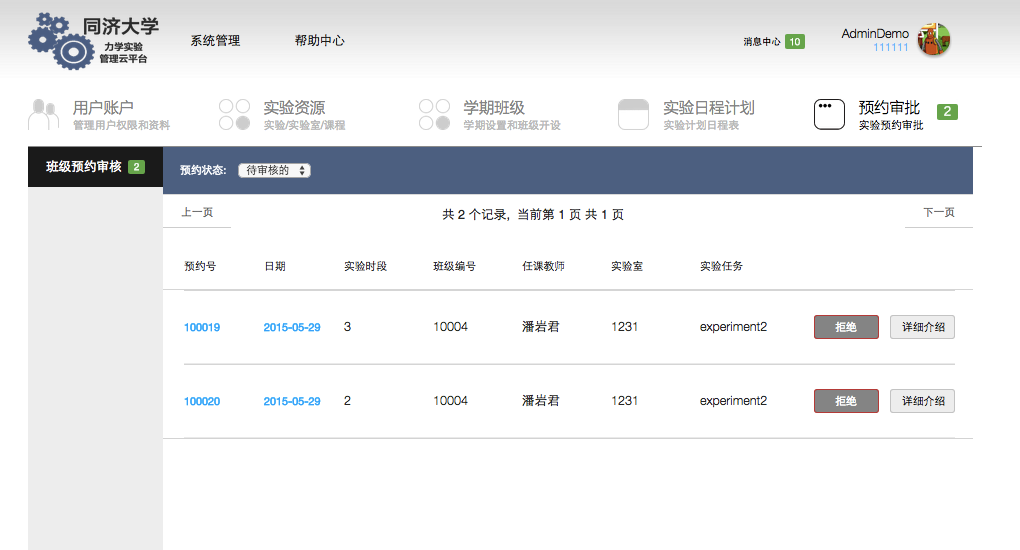 同济大学
力学实验
管理云平台
系统管理
帮助中心
消息中心 10
AdminDemo
111111
用户账户
管理用户权限和资料
实验资源
实验/实验室/课程
学期班级
学期设置和班级开设
实验日程计划
实验计划日程表
预约审批 2
实验预约审批
班级预约审核 2
预约状态: 待审核的
上一页 共 2 个记录, 当前第 1 页 共 1 页 下一页
预约号 日期 实验时段 班级编号 任课教师 实验室 实验任务
100019 2015-05-29 3 10004 潘岩君 1231 experiment2 拒绝 详细介绍
100020 2015-05-29 2 10004 潘岩君 1231 experiment2 拒绝 详细介绍